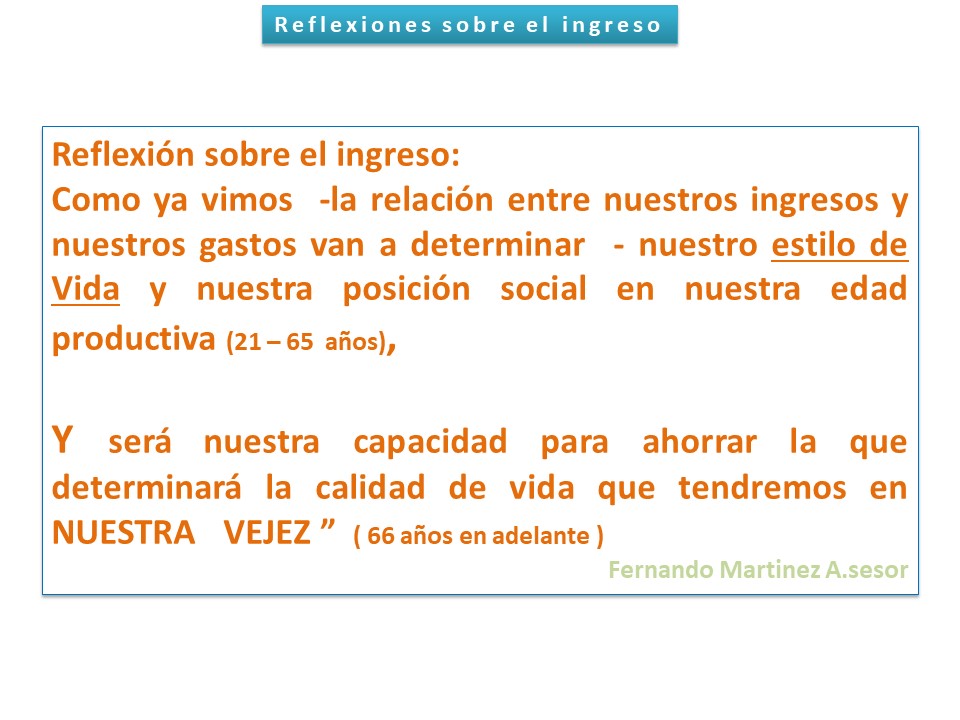 Reflexiones sobre el ingreso
Reflexión sobre el ingreso:
Como ya vimos -la relación entre nuestros ingresos y
nuestros gastos van a determinar - nuestro estilo de
Vida y nuestra posición social en nuestra edad
productiva (21 – 65 años),
Y será nuestra capacidad para ahorrar la que
determinará la calidad de vida que tendremos en
NUESTRA VEJEZ ” ( 66 años en adelante )
Fernando Martinez A.sesor